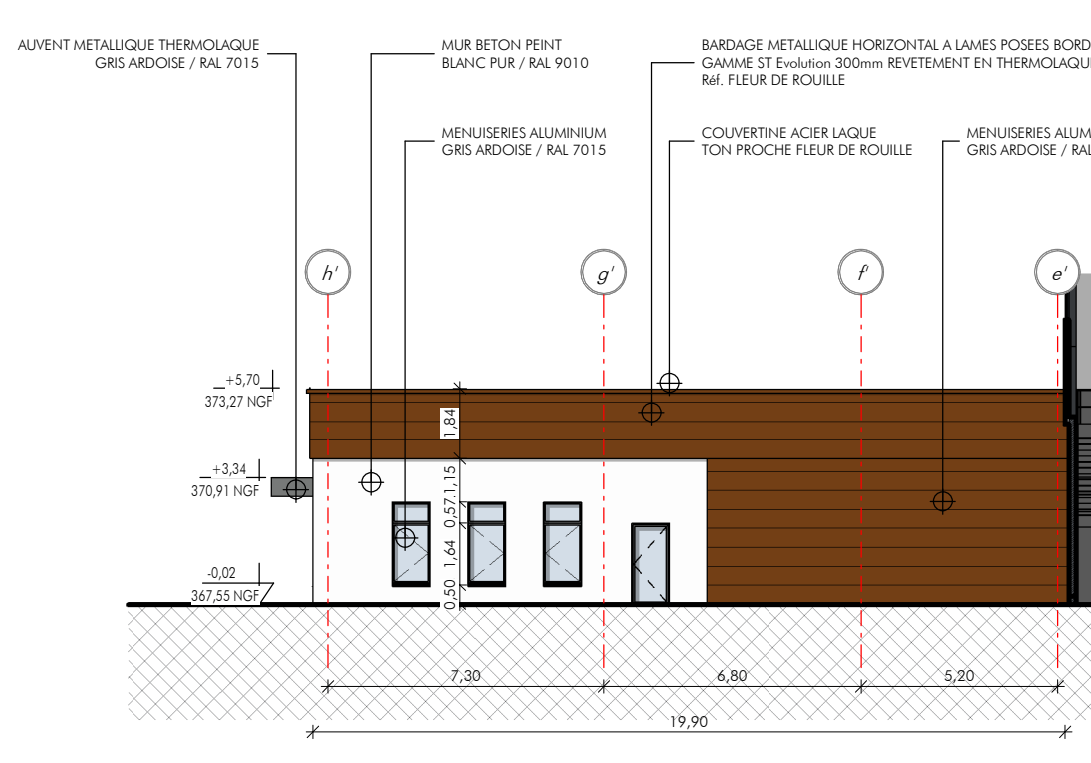 AUVENT METALLIQUE THERMOLAQUE
GRIS ARDOISE / RAL 7015
MUR BETON PEINT
BLANC PUR / RAL 9010
BARDAGE METALLIQUE HORIZONTAL A LAMES POSEES BORD
GAMME ST Evolution 300mm REVETEMENT EN THERMOLAQUE
Réf. FLEUR DE ROUILLE
MENUISERIES ALUMINIUM
GRIS ARDOISE / RAL 7015
COUVERTINE ACIER LAQUE
TON PROCHE FLEUR DE ROUILLE
MENUISERIES ALUM
GRIS ARDOISE / RAL
h'
g'
f'
e'
+5,70
373,27 NGF
1,84
+3,34
370,91 NGF
1,15
0,57
1,64
0,50
-0,02
367,55 NGF
7,30
6,80
5,20
19,90